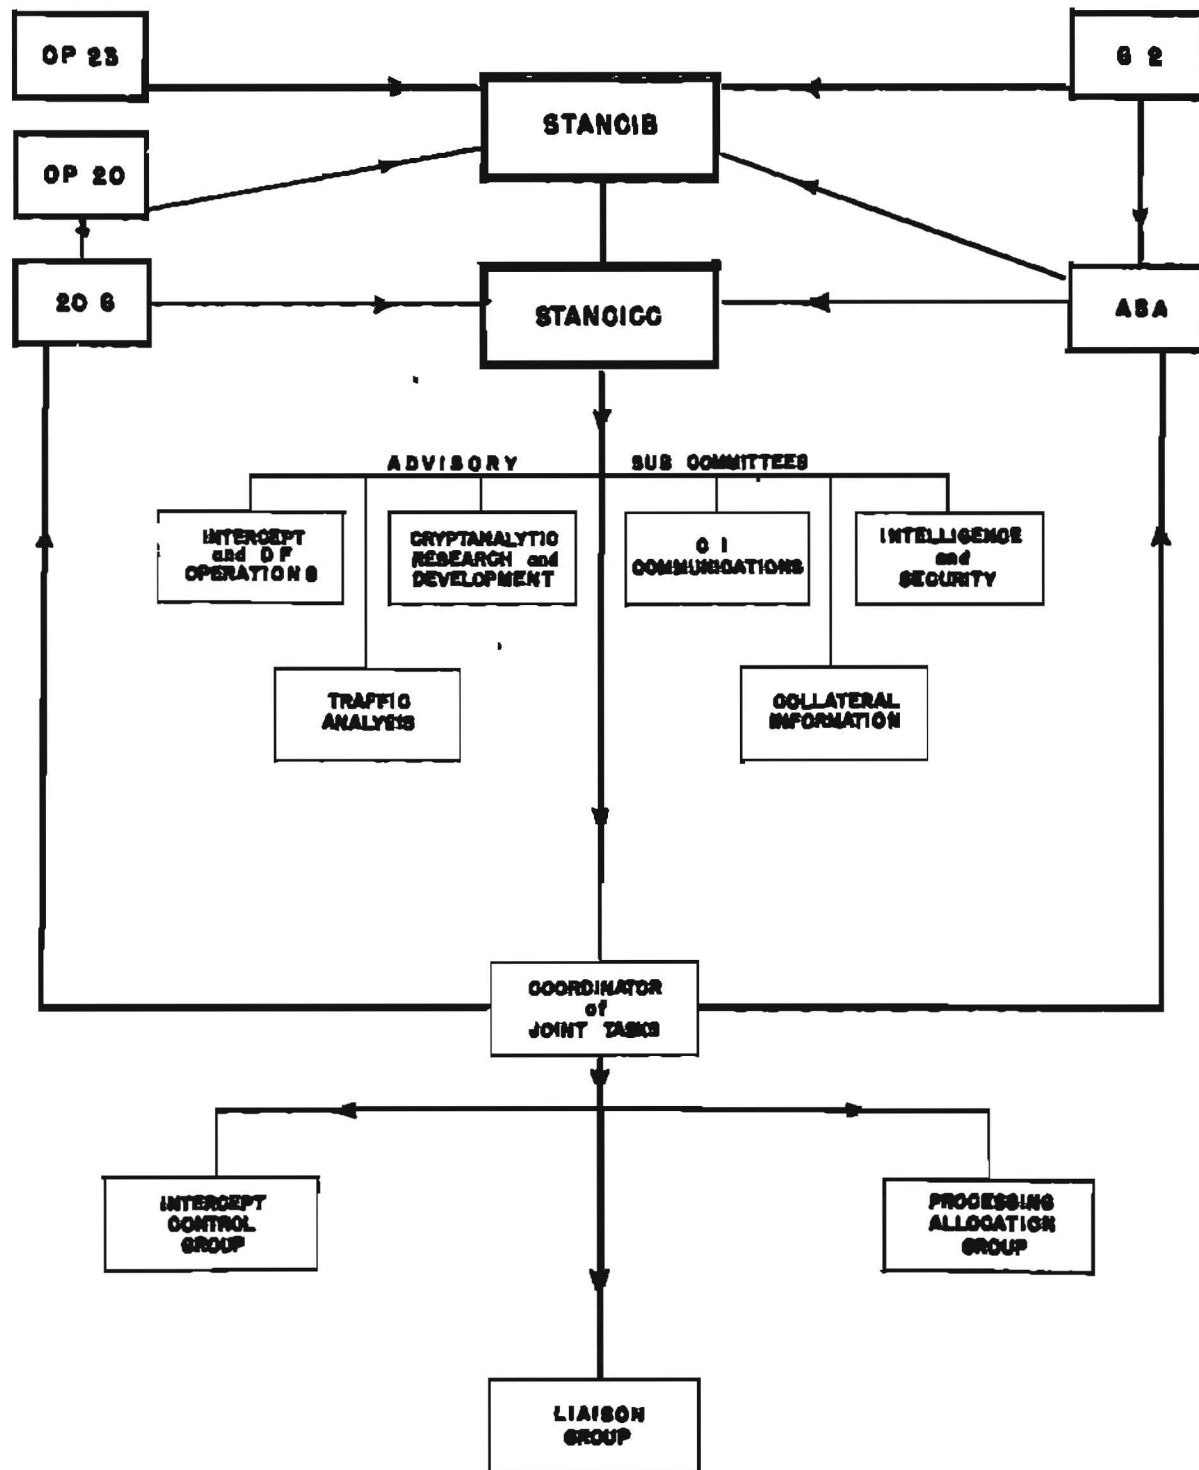 OP 23
G 2
STANCIB
OP 20
20 G
STANCICC
ASA
ADVISORY SUB COMMITTEES
INTERCEPT
and DF
OPERATIONS
CRYPTANALYTIC
RESEARCH and
DEVELOPMENT
C I
COMMUNICATIONS
INTELLIGENCE
and
SECURITY
TRAFFIC
ANALYSIS
COLLATERAL
INFORMATION
COORDINATOR
of
JOINT TASKS
INTERCEPT
CONTROL
GROUP
PROCESSING
ALLOCATION
GROUP
LIAISON
GROUP